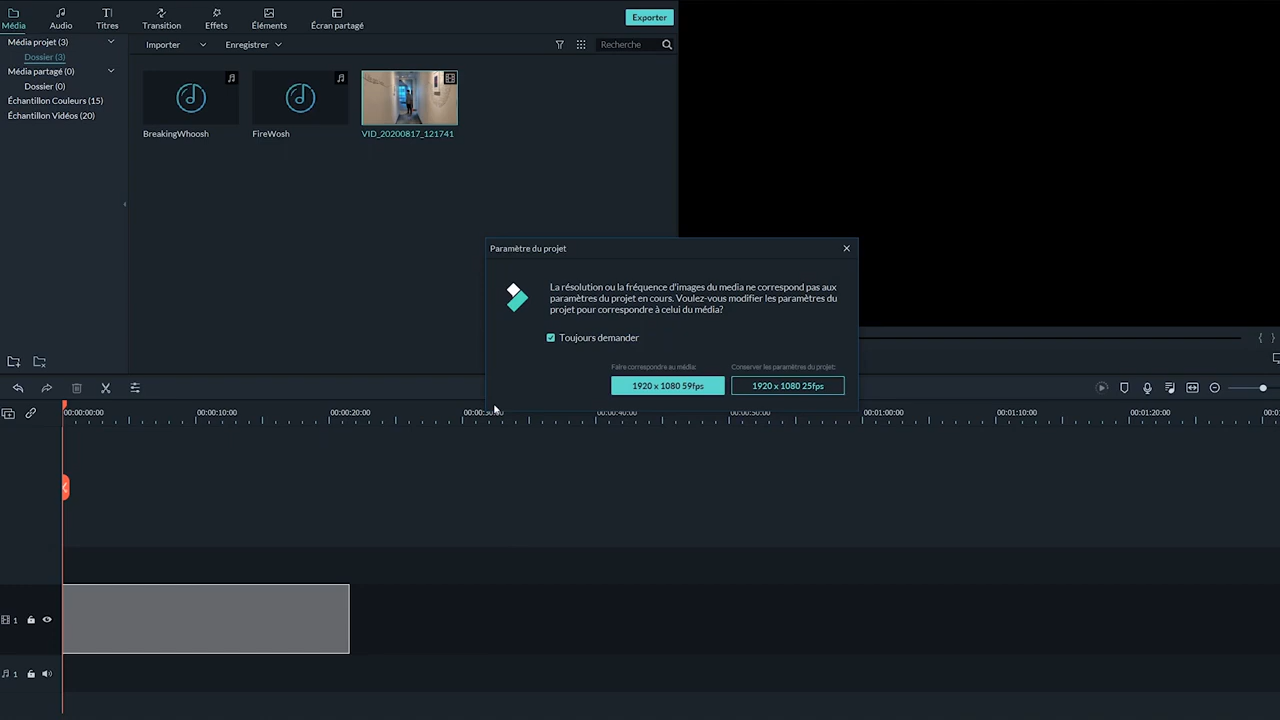 Média
Audio
Titres
Transition
Effets
Éléments
Écran partagé
Exporter
Média projet (3)
Dossier (3)
Média partagé (0)
Dossier (0)
Échantillon Couleurs (15)
Échantillon Vidéos (20)
Importer
Enregistrer
Recherche
BreakingWhoosh
FireWosh
VID_20200817_121741
Paramètre du projet
La résolution ou la fréquence d'images du media ne correspond pas aux
paramètres du projet en cours. Voulez-vous modifier les paramètres du
projet pour correspondre à celui du média?
Toujours demander
Faire correspondre au média:
Conserver les paramètres du projet:
1920 x 1080 59fps
1920 x 1080 25fps
00:00:00:00
00:00:10:00
00:00:20:00
00:00:30:00
00:00:40:00
00:00:50:00
00:01:00:00
00:01:10:00
00:01:20:00
1
1